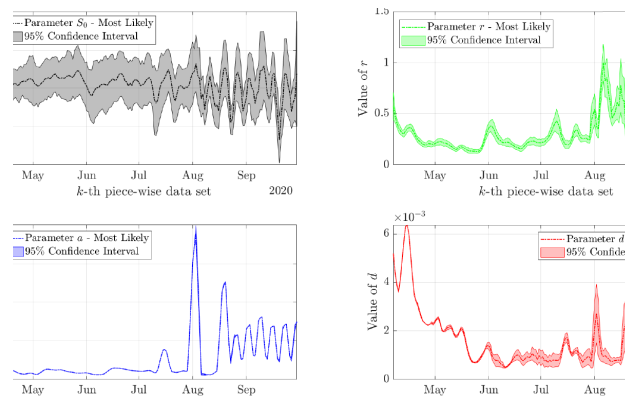 Parameter S₀ - Most Likely
95% Confidence Interval
May Jun Jul Aug Sep
k-th piece-wise data set 2020
Parameter r - Most Likely
95% Confidence Interval
1.5
1
0.5
0
Value of r
May Jun Jul Aug
k-th piece-wise data set
Parameter a - Most Likely
95% Confidence Interval
May Jun Jul Aug Sep
×10⁻³
Parameter d
95% Confidence
6
4
2
0
Value of d
May Jun Jul Aug